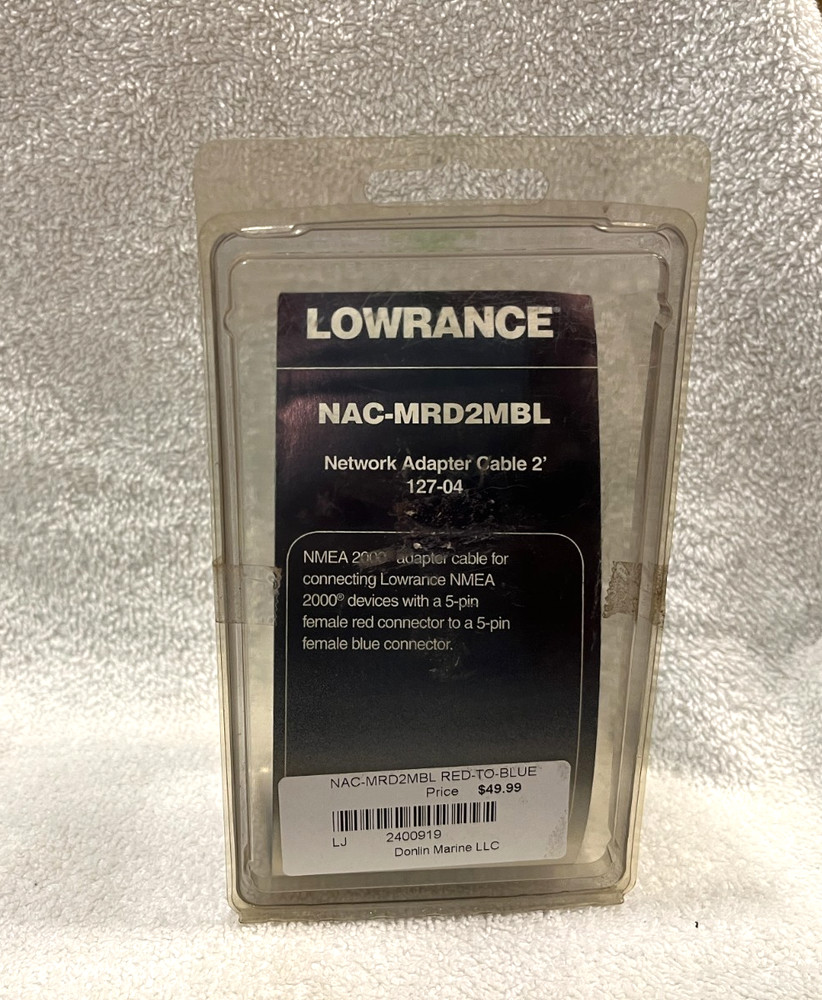 LOWRANCE
NAC-MRD2MBL
Network Adapter Cable 2'
127-04
NMEA 2000® adapter cable for
connecting Lowrance NMEA
2000® devices with a 5-pin
female red connector to a 5-pin
female blue connector.
NAC-MRD2MBL RED-TO-BLUE
Price $49.99
LJ 2400919
Donlin Marine LLC